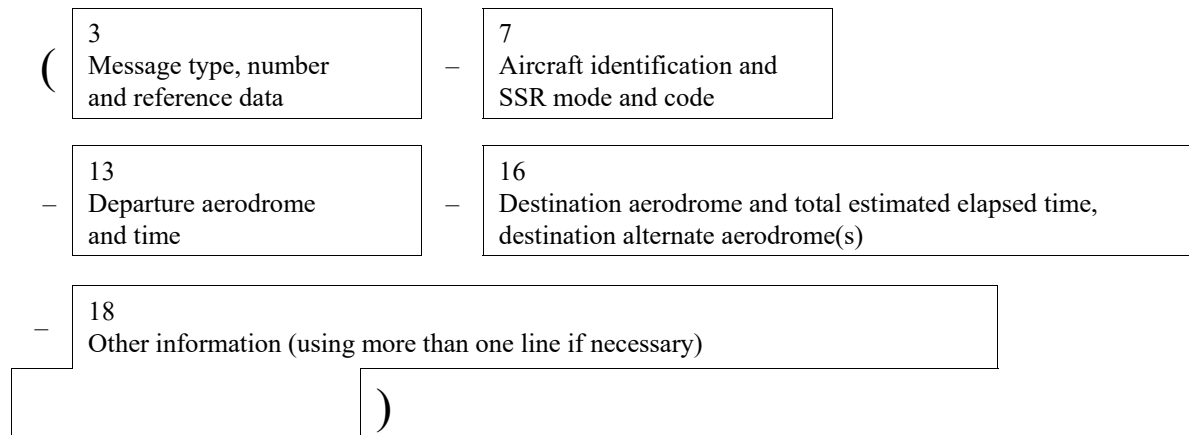 (
3
Message type, number
and reference data
–
7
Aircraft identification and
SSR mode and code
–
13
Departure aerodrome
and time
–
16
Destination aerodrome and total estimated elapsed time,
destination alternate aerodrome(s)
–
18
Other information (using more than one line if necessary)
)